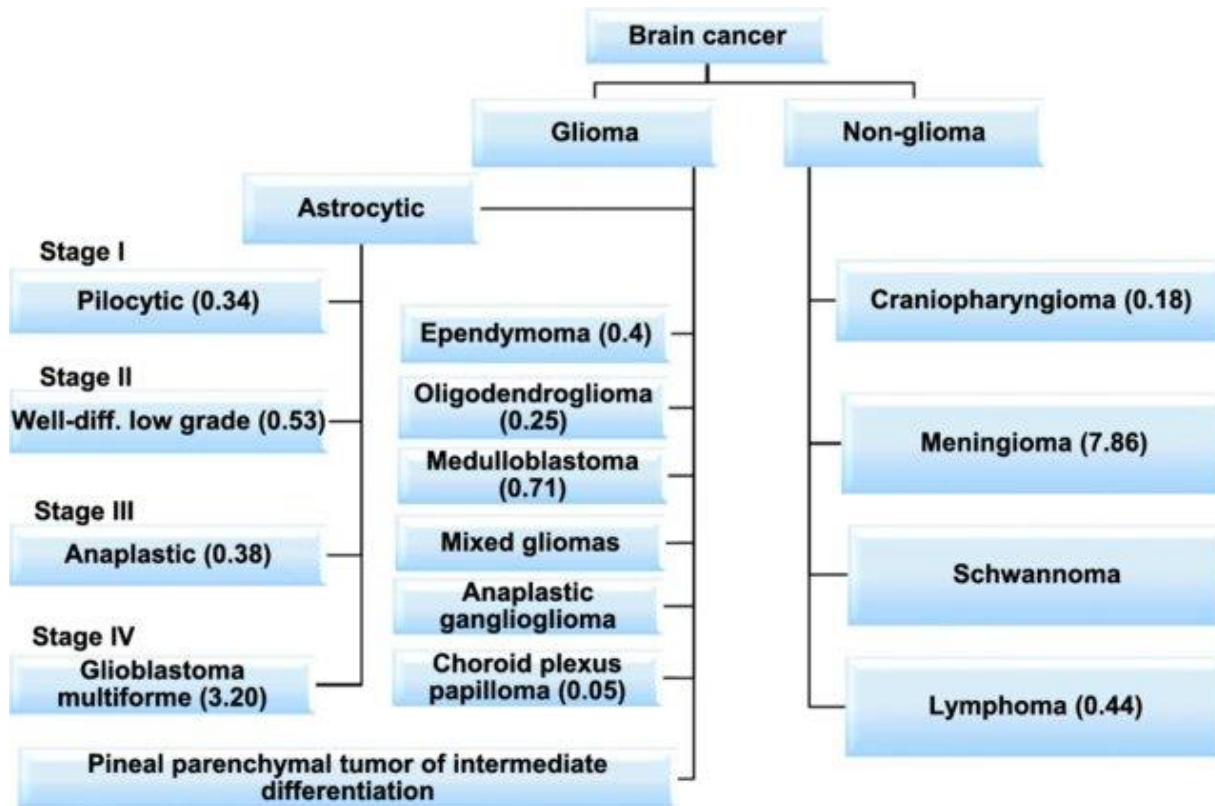 Brain cancer
Glioma
Non-glioma
Astrocytic
Stage I
Pilocytic (0.34)
Stage II
Well-diff. low grade (0.53)
Stage III
Anaplastic (0.38)
Stage IV
Glioblastoma
multiforme (3.20)
Ependymoma (0.4)
Oligodendroglioma
(0.25)
Medulloblastoma
(0.71)
Mixed gliomas
Anaplastic
ganglioglioma
Choroid plexus
papilloma (0.05)
Pineal parenchymal tumor of intermediate
differentiation
Craniopharyngioma (0.18)
Meningioma (7.86)
Schwannoma
Lymphoma (0.44)